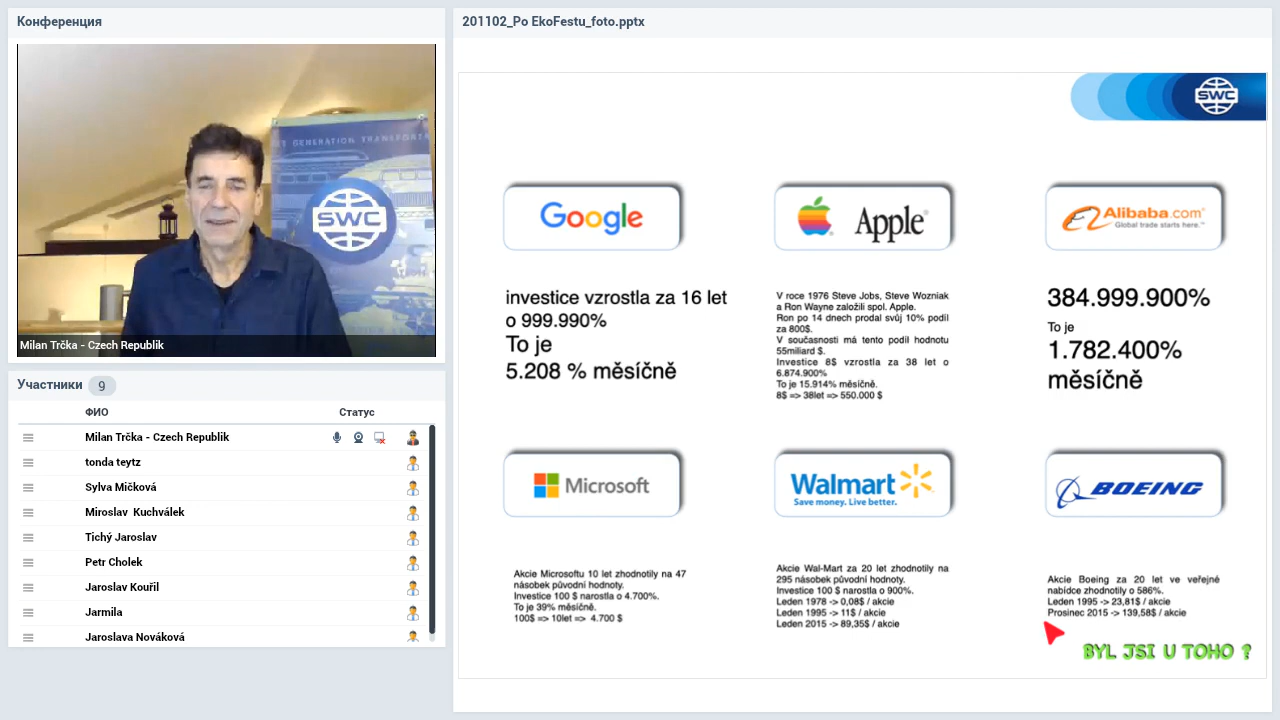 Конференция
SWC
Milan Trčka - Czech Republik
Участники 9
ФИО Статус
Milan Trčka - Czech Republik
tonda teytz
Sylva Mičková
Miroslav Kuchválek
Tichý Jaroslav
Petr Cholek
Jaroslav Kouřil
Jarmila
Jaroslava Nováková
201102_Po EkoFestu_foto.pptx
SWC
Google
investice vzrostla za 16 let
o 999.990%
To je
5.208 % měsíčně
Apple
V roce 1976 Steve Jobs, Steve Wozniak
a Ron Wayne založili spol. Apple.
Ron po 14 dnech prodal svůj 10% podíl
za 800$.
V současnosti má tento podíl hodnotu
55miliard $.
Investice 8$ vzrostla za 38 let o
6.874.900%
To je 15.914% měsíčně.
8$ => 38let => 550.000 $
Alibaba.com
Global trade starts here.™
384.999.900%
To je
1.782.400%
měsíčně
Microsoft
Akcie Microsoftu 10 let zhodnotily na 47
násobek původní hodnoty.
Investice 100 $ narostla o 4.700%.
To je 39% měsíčně.
100$ => 10let => 4.700 $
Walmart
Save money. Live better.
Akcie Wal-Mart za 20 let zhodnotily na
295 násobek původní hodnoty.
Investice 100 $ narostla o 900%.
Leden 1978 -> 0,08$ / akcie
Leden 1995 -> 11$ / akcie
Leden 2015 -> 89,35$ / akcie
BOEING
Akcie Boeing za 20 let ve veřejné
nabídce zhodnotily o 586%.
Leden 1995 -> 23,81$ / akcie
Prosinec 2015 -> 139,58$ / akcie
BYL JSI U TOHO ?